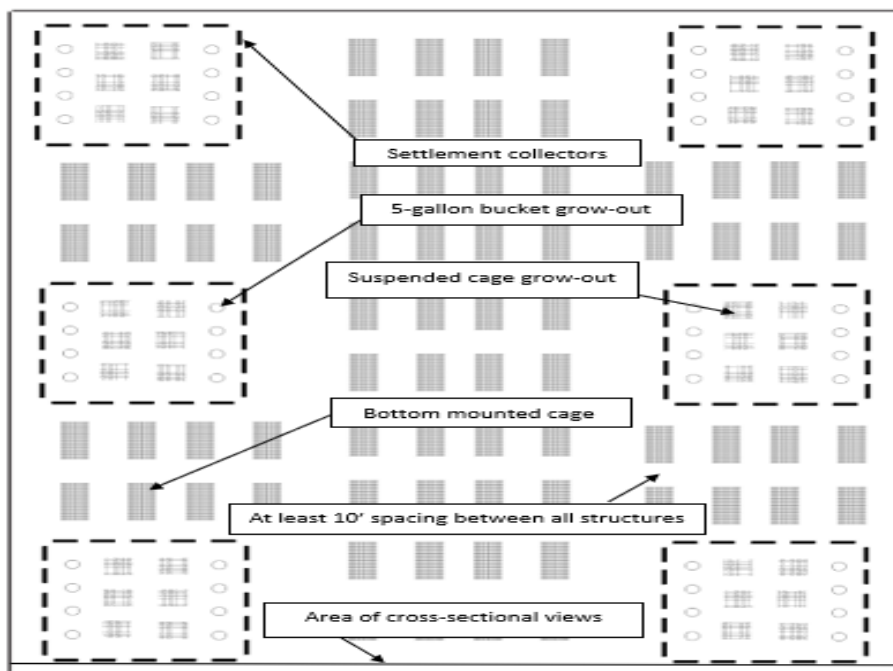 Settlement collectors
5-gallon bucket grow-out
Suspended cage grow-out
Bottom mounted cage
At least 10’ spacing between all structures
Area of cross-sectional views